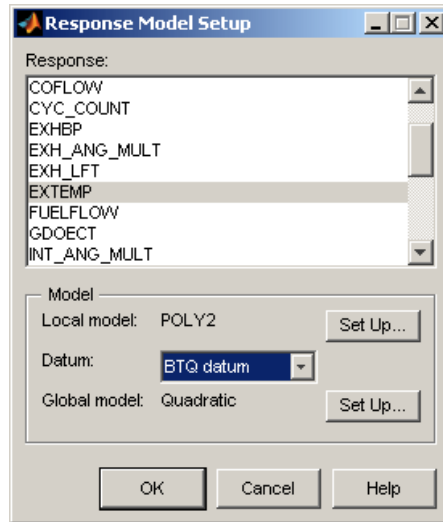 Response Model Setup
Response:
COFLOW
CYC_COUNT
EXHBP
EXH_ANG_MULT
EXH_LFT
EXTEMP
FUELFLOW
GDOECT
INT_ANG_MULT
Model
Local model: POLY2 Set Up...
Datum: BTQ datum
Global model: Quadratic Set Up...
OK Cancel Help